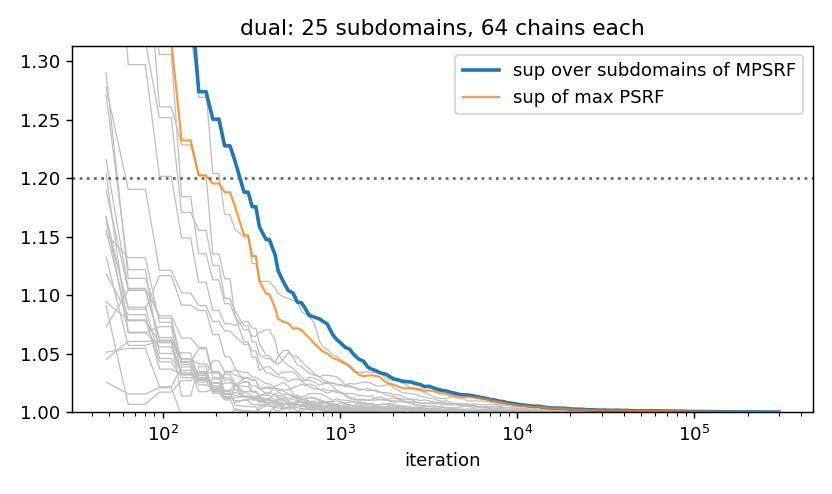 dual: 25 subdomains, 64 chains each
sup over subdomains of MPSRF
sup of max PSRF
1.30
1.25
1.20
1.15
1.10
1.05
1.00
10²
10³
10⁴
10⁵
iteration